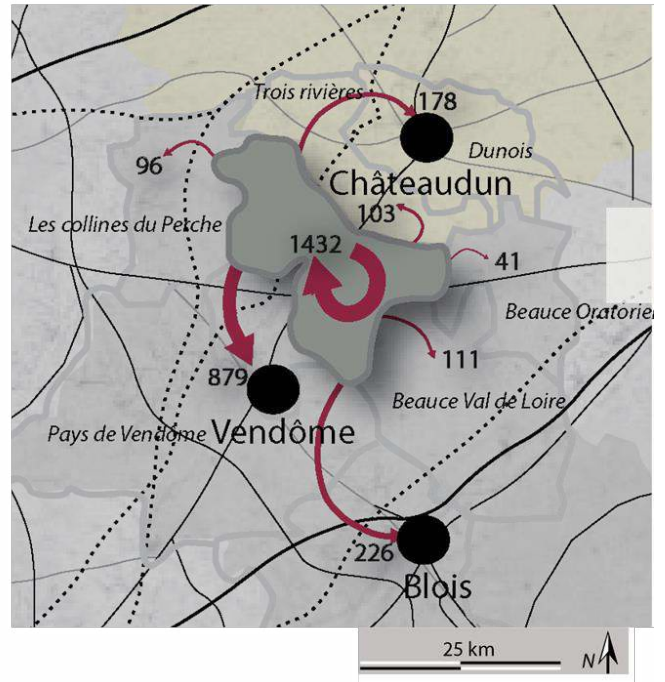 Trois rivières
178
96
Dunois
Châteaudun
Les collines du Perche
103
1432
41
Beauce Oratorie
111
879
Beauce Val de Loire
Pays de Vendôme
Vendôme
226
Blois
25 km
N